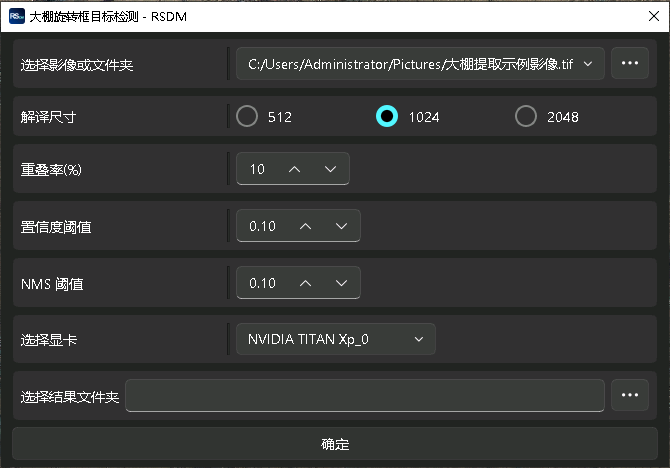 RSDM 大棚旋转框目标检测 - RSDM
选择影像或文件夹 C:/Users/Administrator/Pictures/大棚提取示例影像.tif ...
解译尺寸 512 1024 2048
重叠率(%) 10
置信度阈值 0.10
NMS 阈值 0.10
选择显卡 NVIDIA TITAN Xp_0
选择结果文件夹 ...
确定